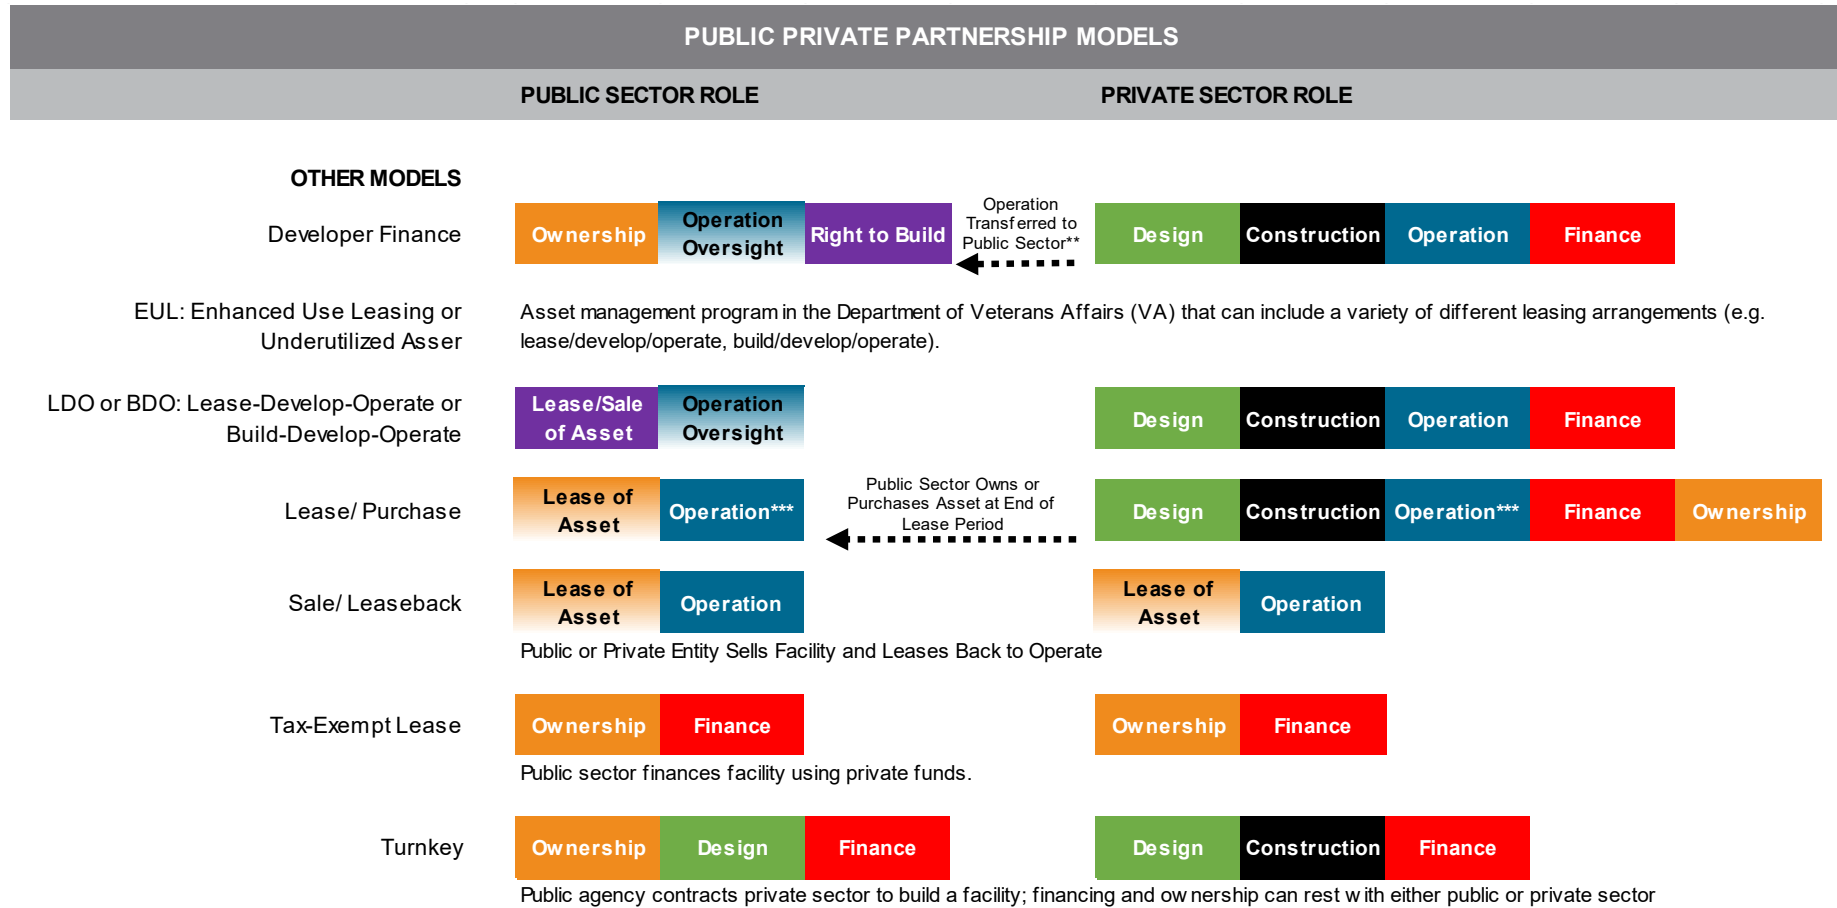 PUBLIC PRIVATE PARTNERSHIP MODELS
PUBLIC SECTOR ROLE
PRIVATE SECTOR ROLE
OTHER MODELS
Developer Finance
Ownership
Operation
Oversight
Right to Build
Operation
Transferred to
Public Sector**
Design
Construction
Operation
Finance
EUL: Enhanced Use Leasing or
Underutilized Asser
Asset management program in the Department of Veterans Affairs (VA) that can include a variety of different leasing arrangements (e.g.
lease/develop/operate, build/develop/operate).
LDO or BDO: Lease-Develop-Operate or
Build-Develop-Operate
Lease/Sale
of Asset
Operation
Oversight
Design
Construction
Operation
Finance
Lease/ Purchase
Lease of
Asset
Operation***
Public Sector Owns or
Purchases Asset at End of
Lease Period
Design
Construction
Operation***
Finance
Ownership
Sale/ Leaseback
Lease of
Asset
Operation
Lease of
Asset
Operation
Public or Private Entity Sells Facility and Leases Back to Operate
Tax-Exempt Lease
Ownership
Finance
Ownership
Finance
Public sector finances facility using private funds.
Turnkey
Ownership
Design
Finance
Design
Construction
Finance
Public agency contracts private sector to build a facility; financing and ownership can rest with either public or private sector